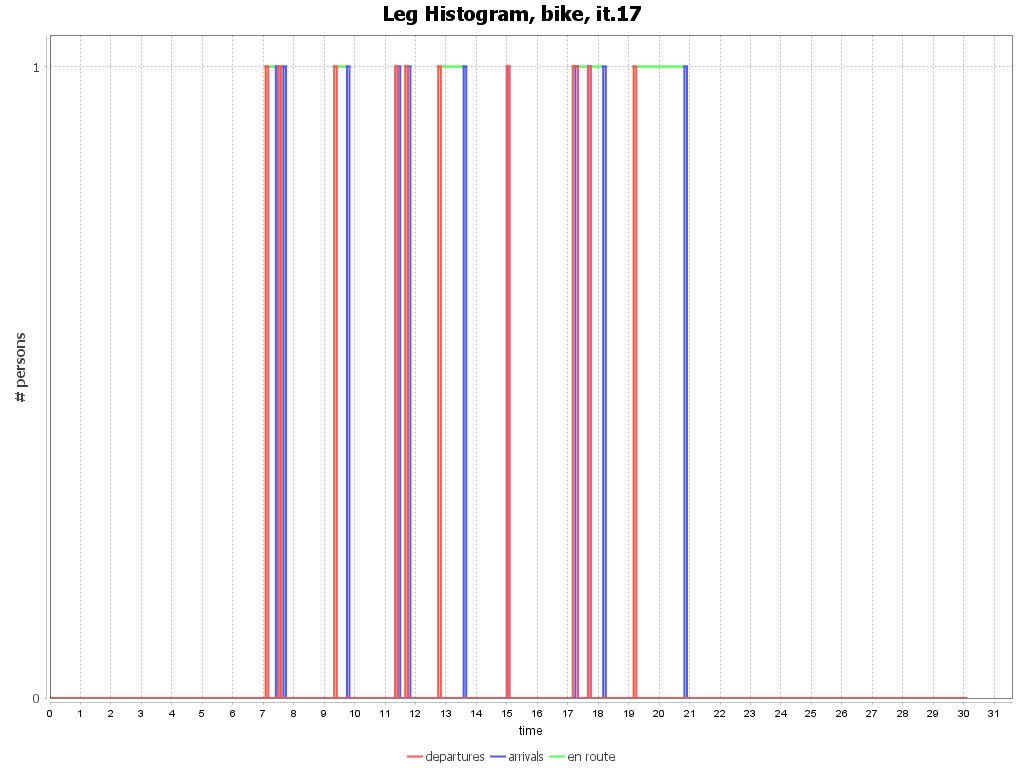 Leg Histogram, bike, it.17
# persons
1
0
0 1 2 3 4 5 6 7 8 9 10 11 12 13 14 15 16 17 18 19 20 21 22 23 24 25 26 27 28 29 30 31
time
departures arrivals en route